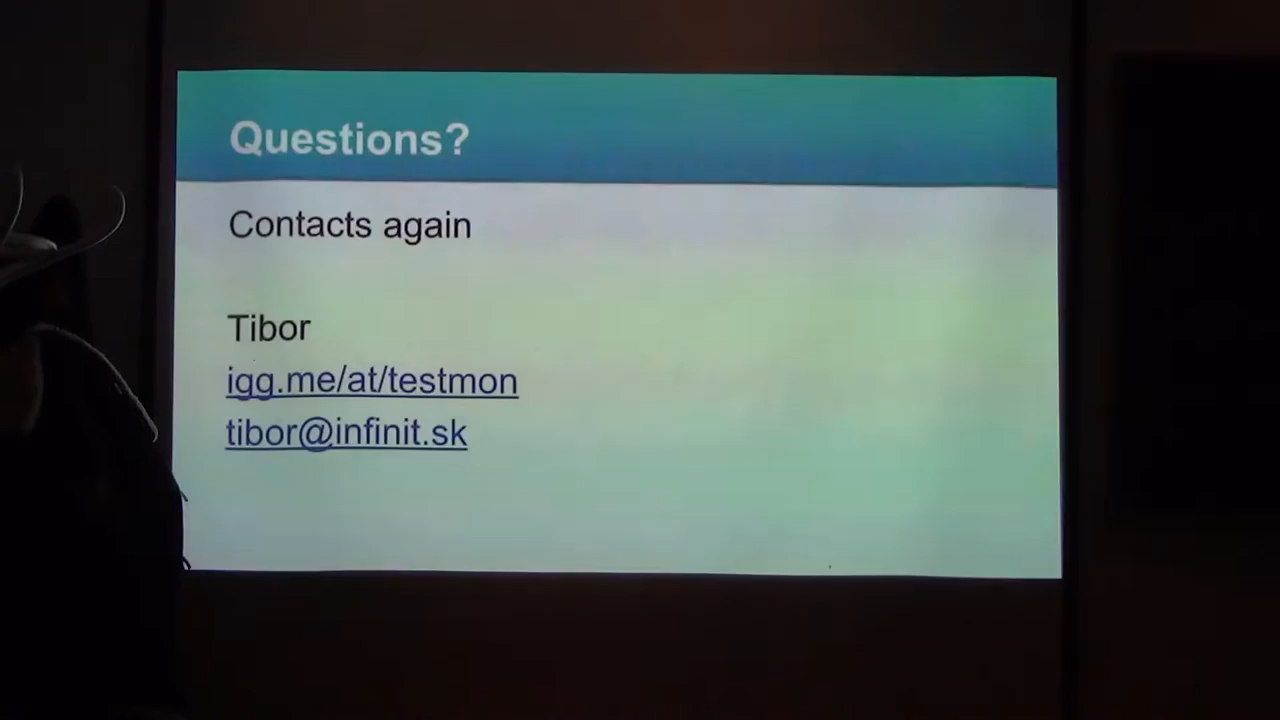 Questions?
Contacts again
Tibor
igg.me/at/testmon
tibor@infinit.sk